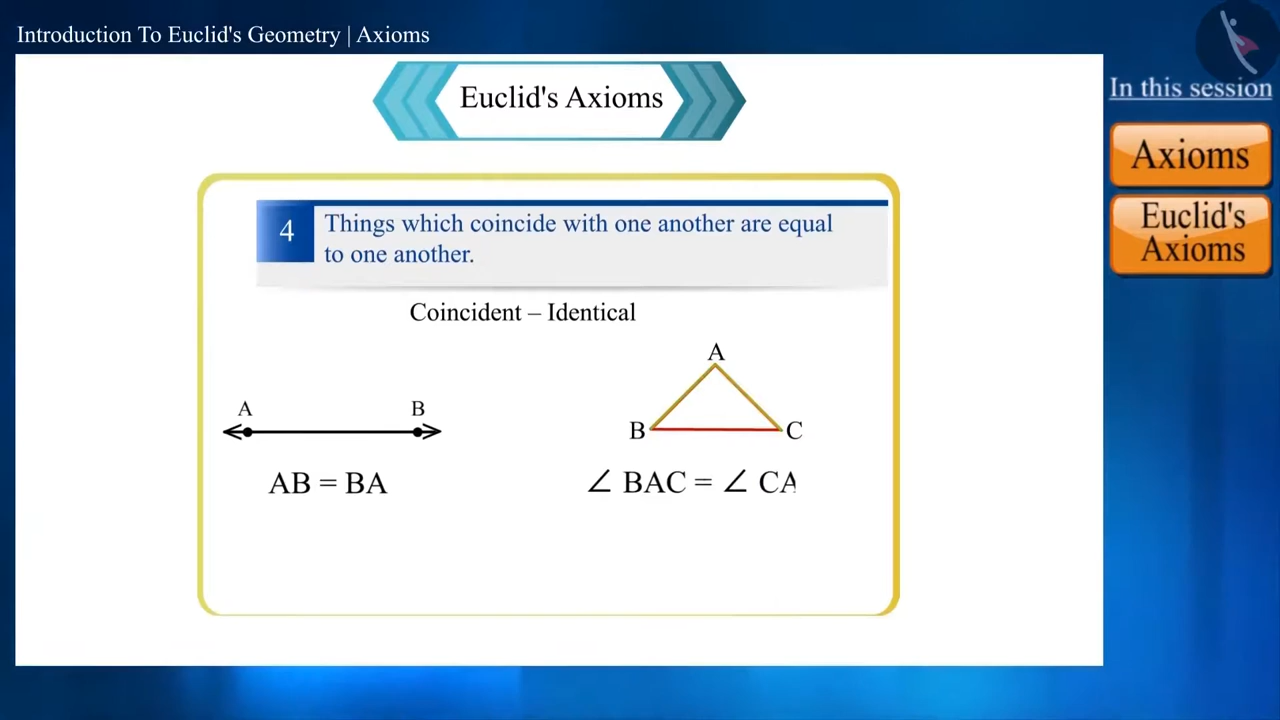 Introduction To Euclid's Geometry | Axioms
Euclid's Axioms
In this session
Axioms
Euclid's
Axioms
4
Things which coincide with one another are equal
to one another.
Coincident – Identical
A
B
AB = BA
A
B
C
∠ BAC = ∠ CA